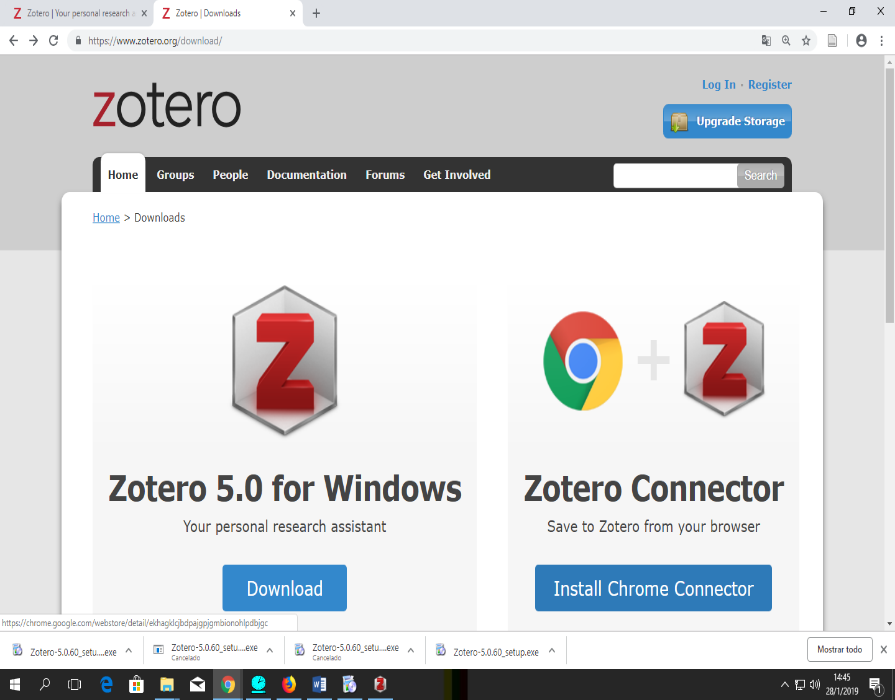 Zotero | Your personal research a
Zotero | Downloads
https://www.zotero.org/download/
zotero
Log In · Register
Upgrade Storage
Home Groups People Documentation Forums Get Involved Search
Home > Downloads
Zotero 5.0 for Windows
Your personal research assistant
Download
Zotero Connector
Save to Zotero from your browser
Install Chrome Connector
https://chrome.google.com/webstore/detail/ekhagklcjbdpajgpjgmbionohlpdbjgc
Zotero-5.0.60_setu....exe
Zotero-5.0.60_setu....exe
Cancelado
Zotero-5.0.60_setu....exe
Cancelado
Zotero-5.0.60_setup.exe
Mostrar todo
14:45
28/1/2019